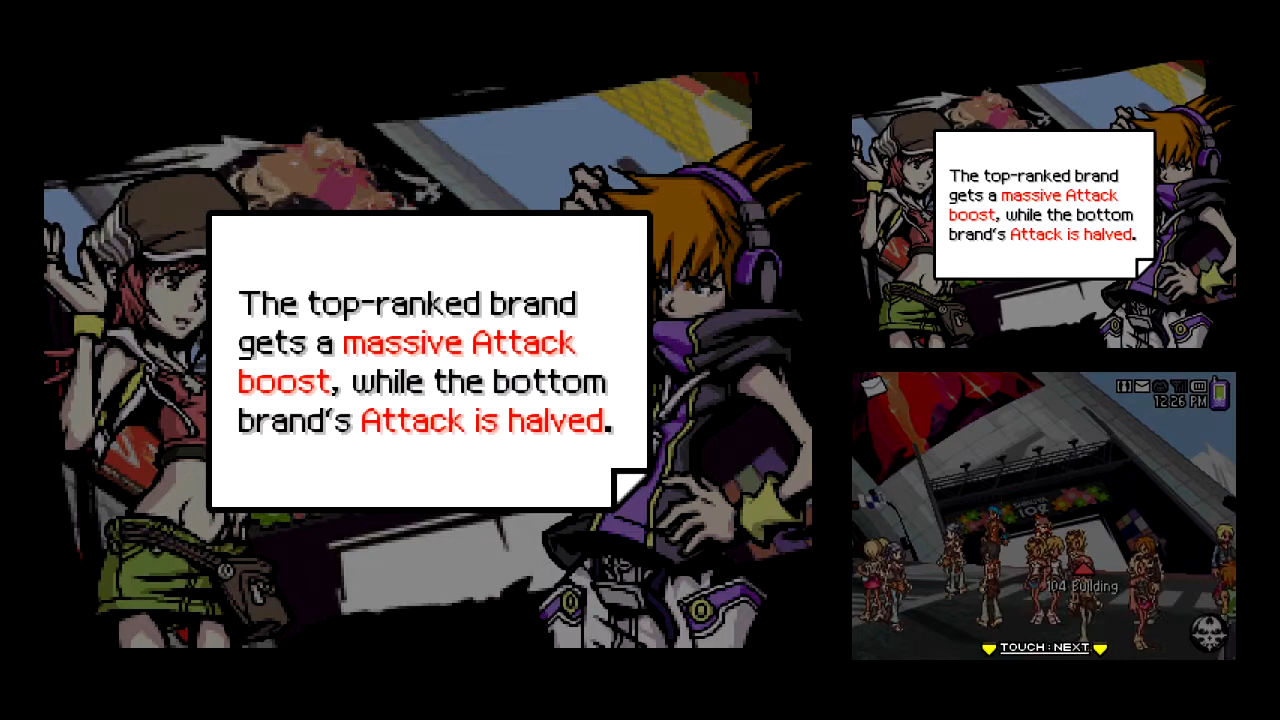 The top-ranked brand
gets a massive Attack
boost, while the bottom
brand's Attack is halved.
The top-ranked brand
gets a massive Attack
boost, while the bottom
brand's Attack is halved.
12:26 PM
104
104 Building
TOUCH : NEXT